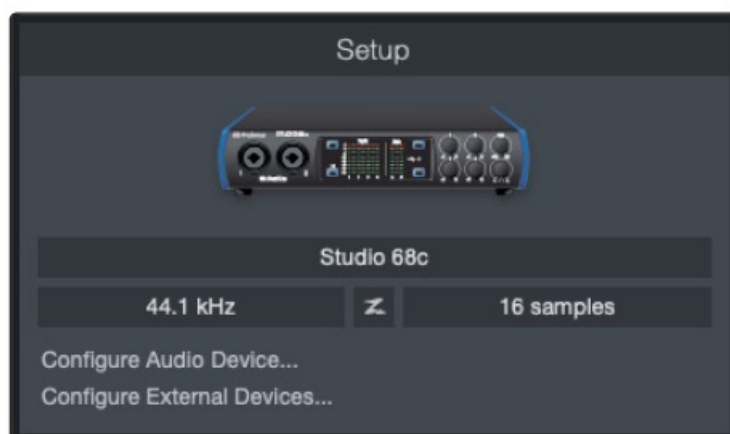 Setup
Studio 68c
44.1 kHz Z 16 samples
Configure Audio Device...
Configure External Devices...